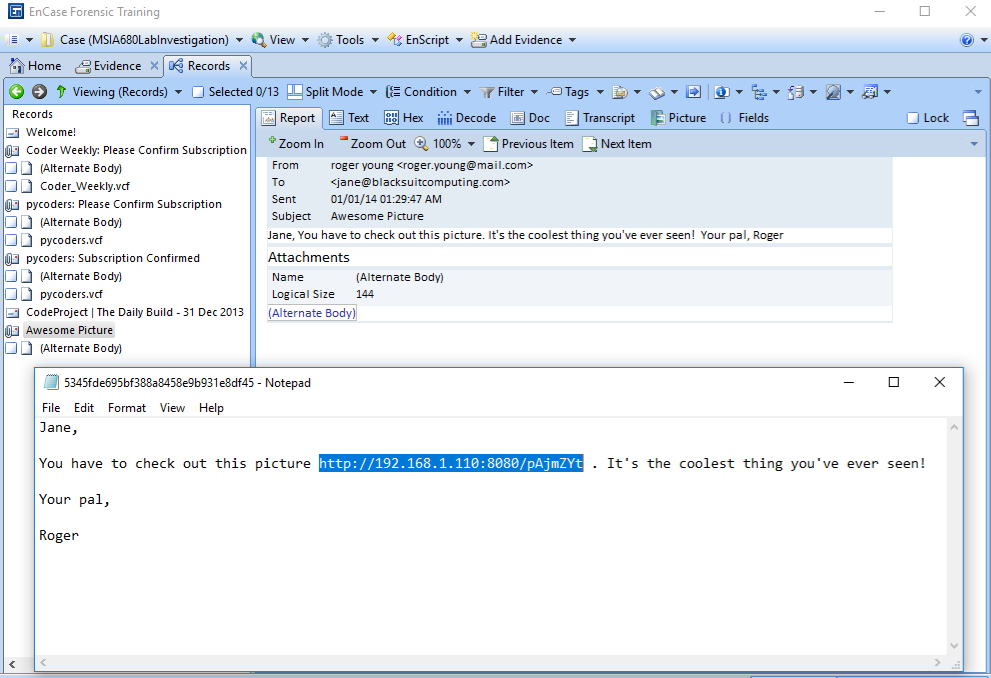 EnCase Forensic Training
Case (MSIA680LabInvestigation) View Tools EnScript Add Evidence
Home Evidence Records
Viewing (Records) Selected 0/13 Split Mode Condition Filter Tags
Records
Welcome!
Coder Weekly: Please Confirm Subscription
(Alternate Body)
Coder_Weekly.vcf
pycoders: Please Confirm Subscription
(Alternate Body)
pycoders.vcf
pycoders: Subscription Confirmed
(Alternate Body)
pycoders.vcf
CodeProject | The Daily Build - 31 Dec 2013
Awesome Picture
(Alternate Body)
Report Text Hex Decode Doc Transcript Picture Fields Lock
Zoom In Zoom Out 100% Previous Item Next Item
From roger young <roger.young@mail.com>
To <jane@blacksuitcomputing.com>
Sent 01/01/14 01:29:47 AM
Subject Awesome Picture
Jane, You have to check out this picture. It's the coolest thing you've ever seen! Your pal, Roger
Attachments
Name (Alternate Body)
Logical Size 144
(Alternate Body)
5345fde695bf388a8458e9b931e8df45 - Notepad
File Edit Format View Help
Jane,
You have to check out this picture http://192.168.1.110:8080/pAjmZYt . It's the coolest thing you've ever seen!
Your pal,
Roger